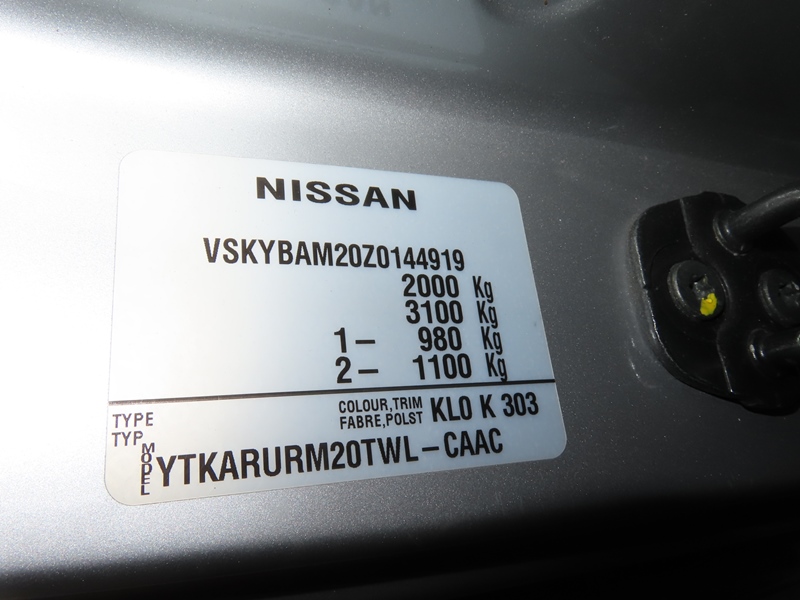 NISSAN
VSKYBAM20Z0144919
2000 Kg
3100 Kg
1- 980 Kg
2- 1100 Kg
TYPE
TYP
COLOUR,TRIM
FABRE,POLST
KL0 K 303
MODEL
YTKARURM20TWL-CAAC